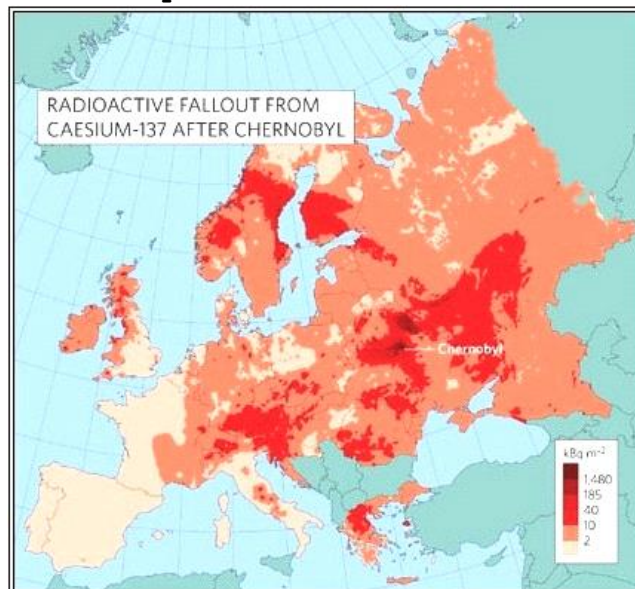 RADIOACTIVE FALLOUT FROM
CAESIUM-137 AFTER CHERNOBYL
Chernobyl
kBq m⁻²
1,480
185
40
10
2